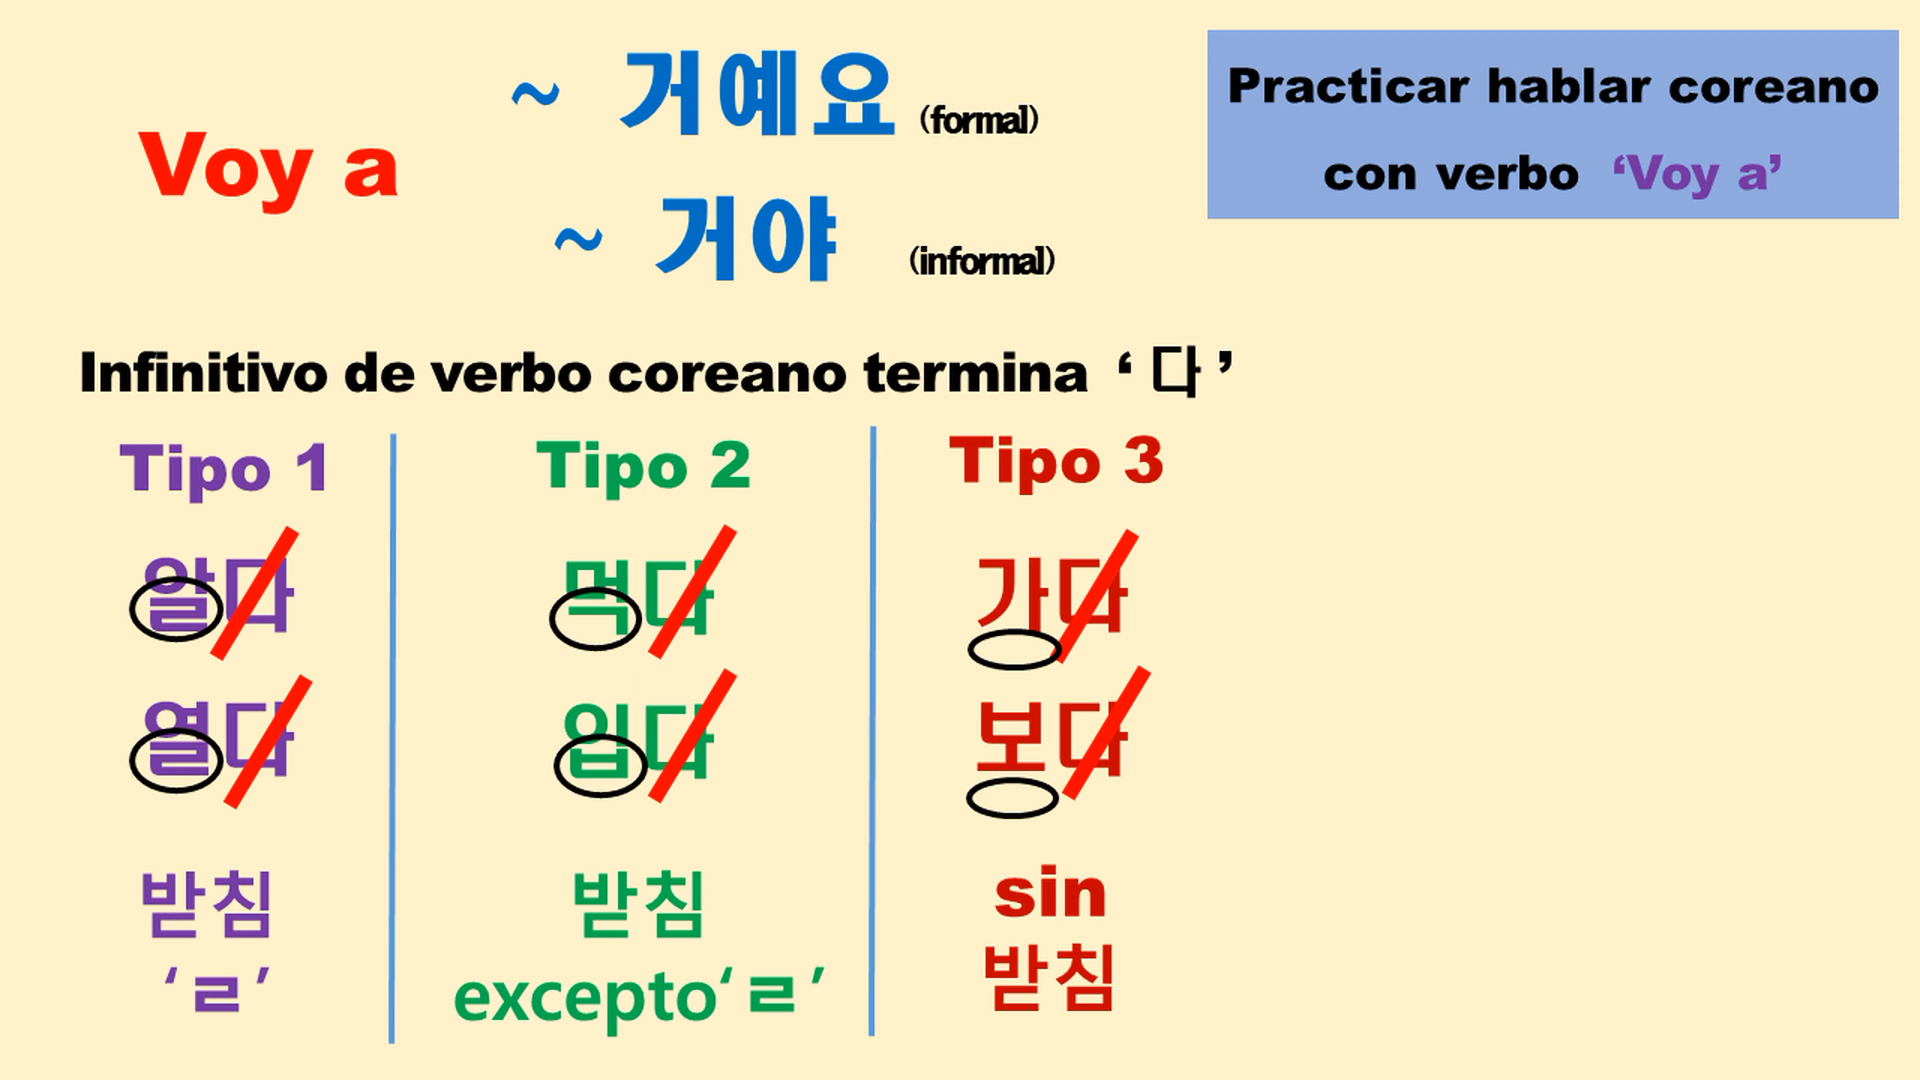 Voy a
~ 거예요 (formal)
~ 거야 (informal)
Practicar hablar coreano
con verbo ‘Voy a’
Infinitivo de verbo coreano termina ‘ 다 ’
Tipo 1
알다
열다
받침
‘ㄹ’
Tipo 2
먹다
입다
받침
excepto‘ㄹ’
Tipo 3
가다
보다
sin
받침